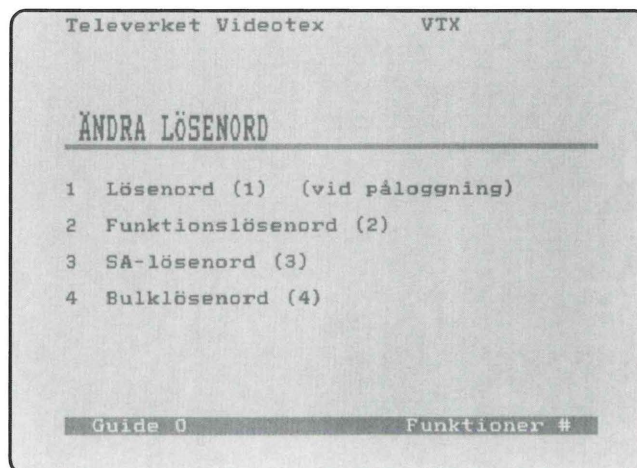 Televerket Videotex VTX
ÄNDRA LÖSENORD
1 Lösenord (1) (vid påloggning)
2 Funktionslösenord (2)
3 SA-lösenord (3)
4 Bulklösenord (4)
Guide 0 Funktioner #